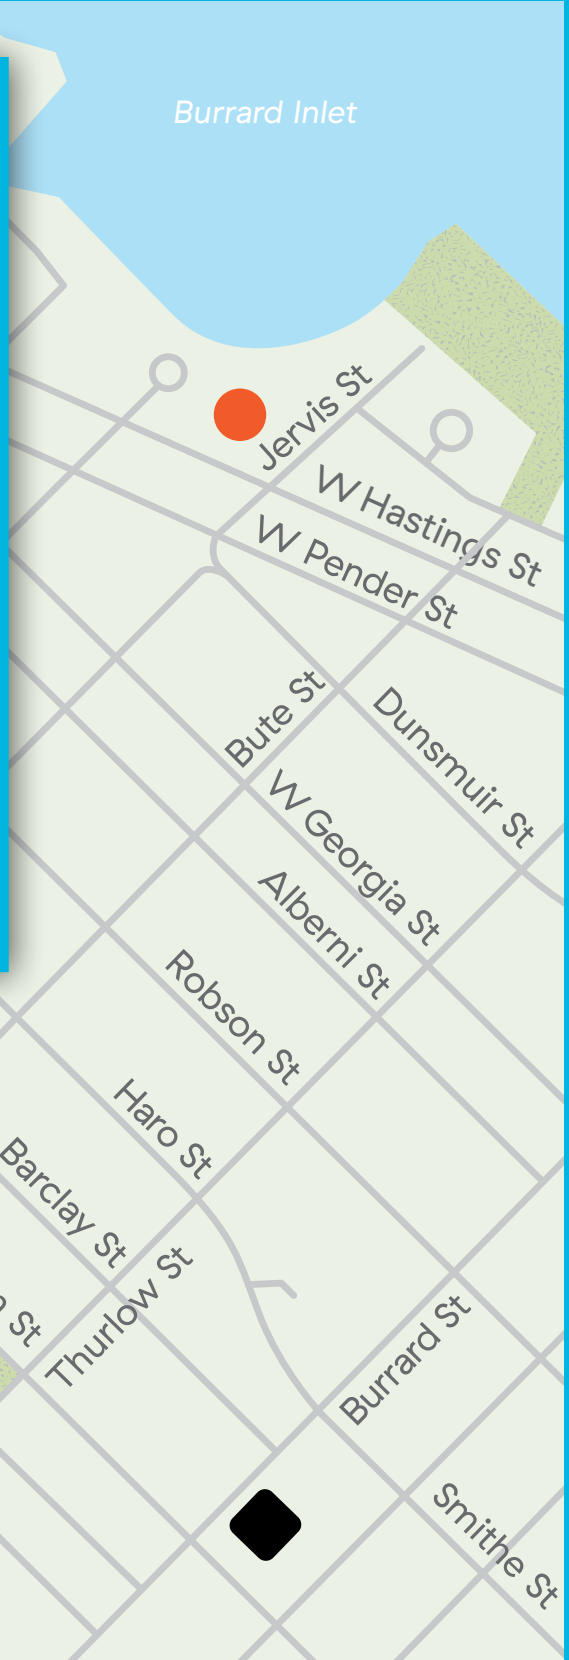 Burrard Inlet
Jervis St
W Hastings St
W Pender St
Bute St
Dunsmuir St
W Georgia St
Alberni St
Robson St
Haro St
Barclay St
St
Thurlow St
Burrard St
Smithe St